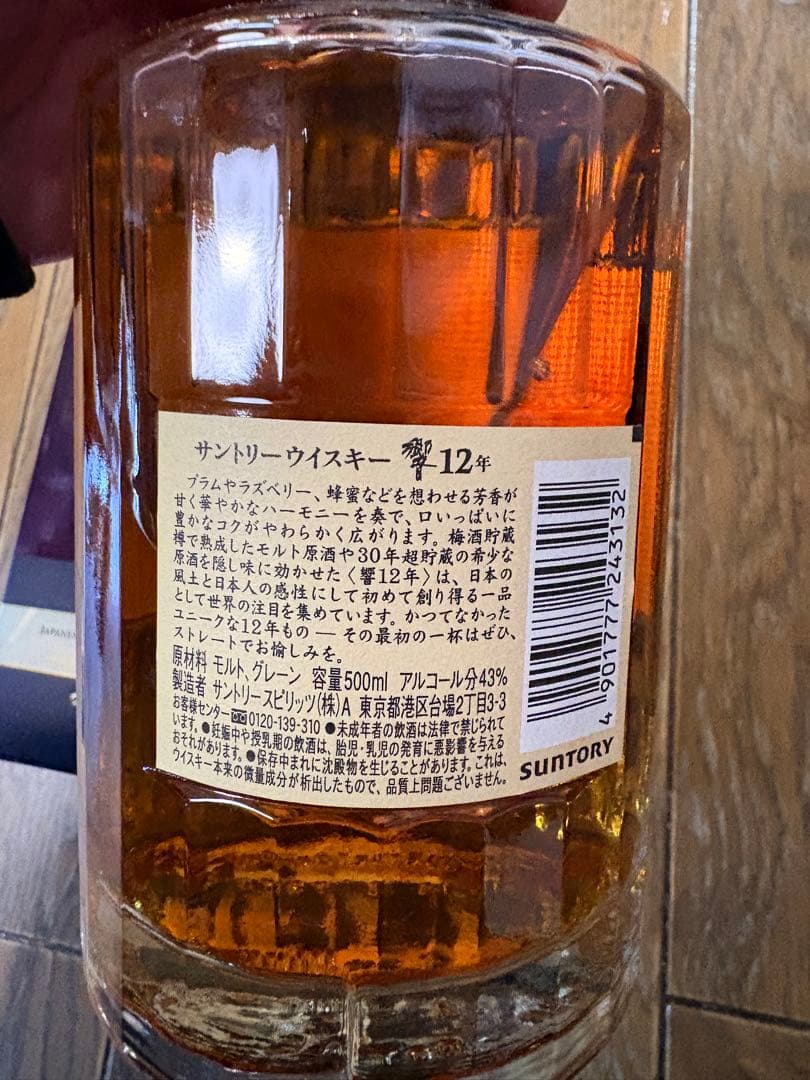 サントリーウイスキー 響 12年
プラムやラズベリー、蜂蜜などを想わせる芳香が
甘く華やかなハーモニーを奏で、口いっぱいに
豊かなコクがやわらかく広がります。梅酒貯蔵
樽で熟成したモルト原酒や30年超貯蔵の希少な
原酒を隠し味に効かせた〈響12年〉は、日本の
風土と日本人の感性にして初めて創り得る一品
として世界の注目を集めています。かつてなかった
ユニークな12年もの — その最初の一杯はぜひ、
ストレートでお愉しみを。
原材料 モルト、グレーン 容量500ml アルコール分43%
製造者 サントリースピリッツ(株)A 東京都港区台場2丁目3-3
お客様センター 0120-139-310 ●未成年者の飲酒は法律で禁じられて
います。●妊娠中や授乳期の飲酒は、胎児・乳児の発育に悪影響を与える
おそれがあります。●保存中まれに沈殿物を生じることがあります。これは、
ウイスキー本来の微量成分が析出したもので、品質上問題ございません。
4 901777 243132
SUNTORY